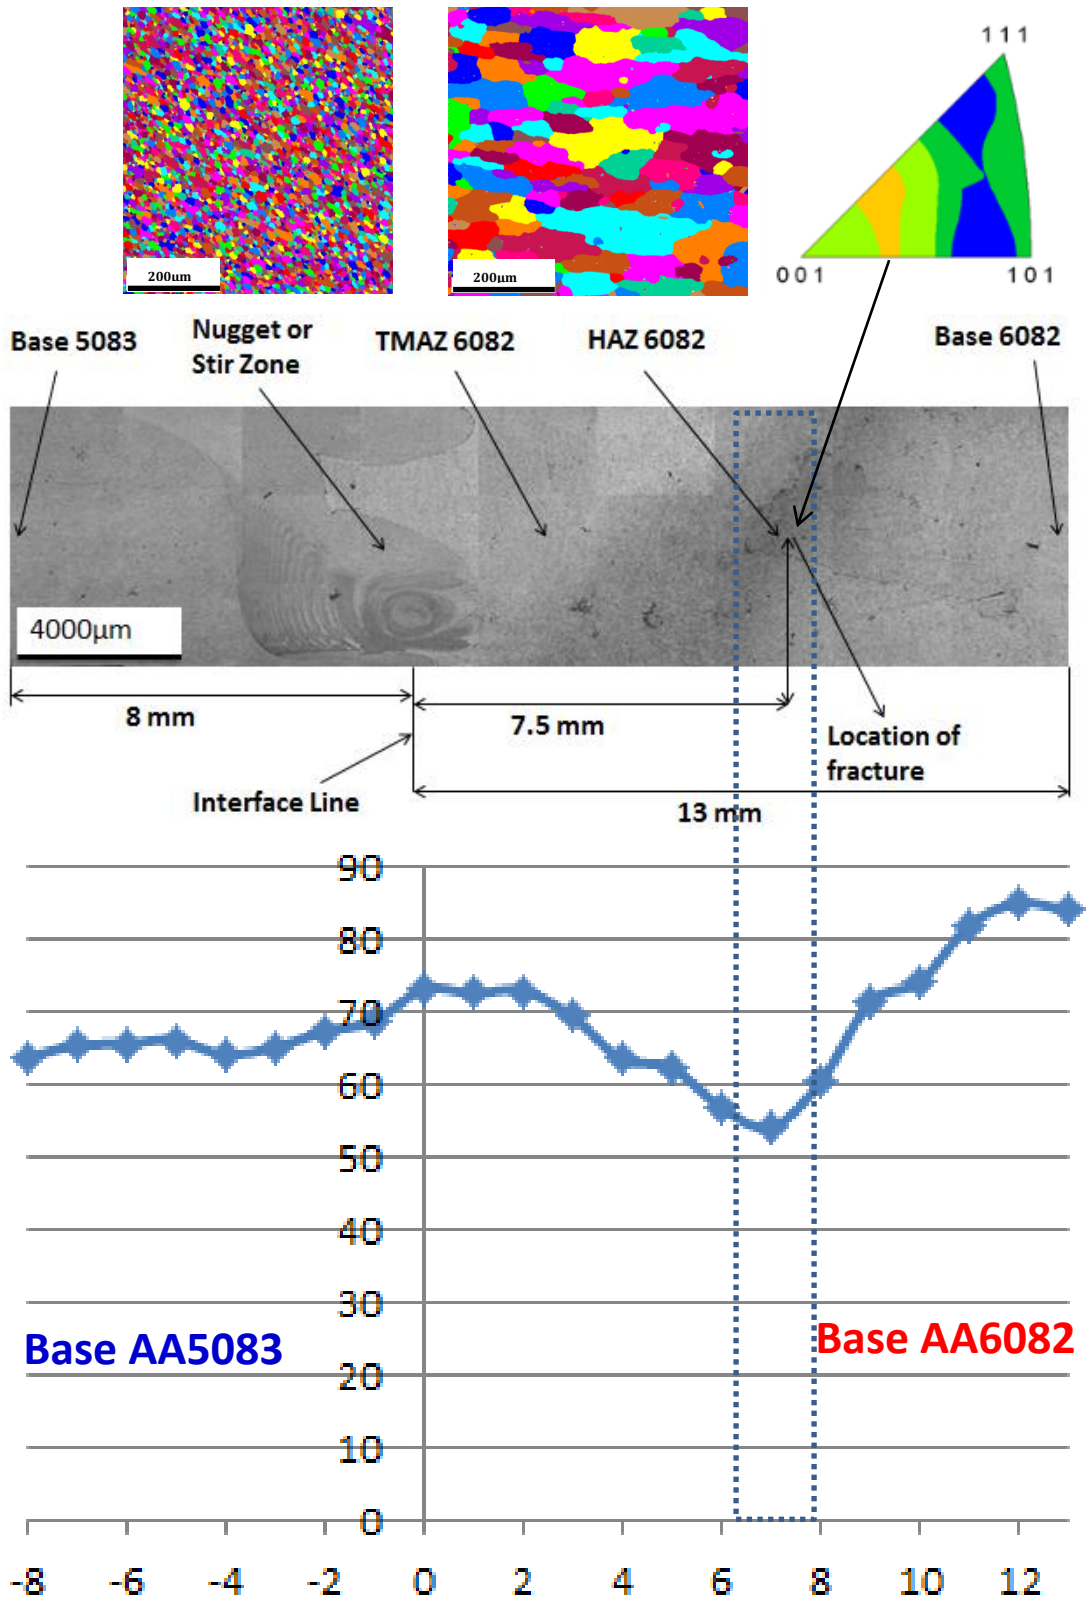 111
200um
200um
001
101
Base 5083
Nugget or
Stir Zone
TMAZ 6082
HAZ 6082
Base 6082
4000µm
8 mm
7.5 mm
Location of
fracture
Interface Line
13 mm
90
80
70
60
50
40
30
Base AA5083
Base AA6082
20
10
0
-8 -6 -4 -2 0 2 4 6 8 10 12